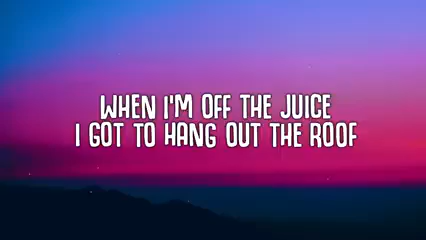 WHEN I'M OFF THE JUICE
I GOT TO HANG OUT THE ROOF